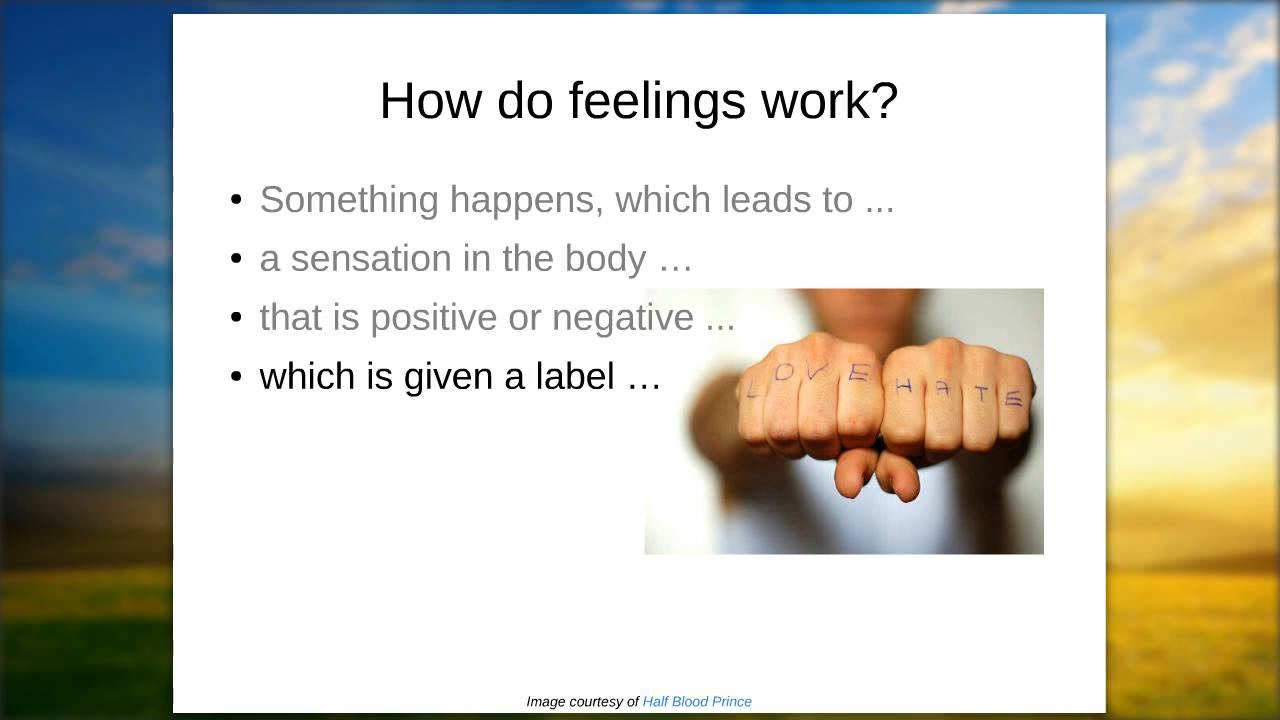 How do feelings work?
• Something happens, which leads to ...
• a sensation in the body …
• that is positive or negative ...
• which is given a label …
LOVE HATE
Image courtesy of Half Blood Prince